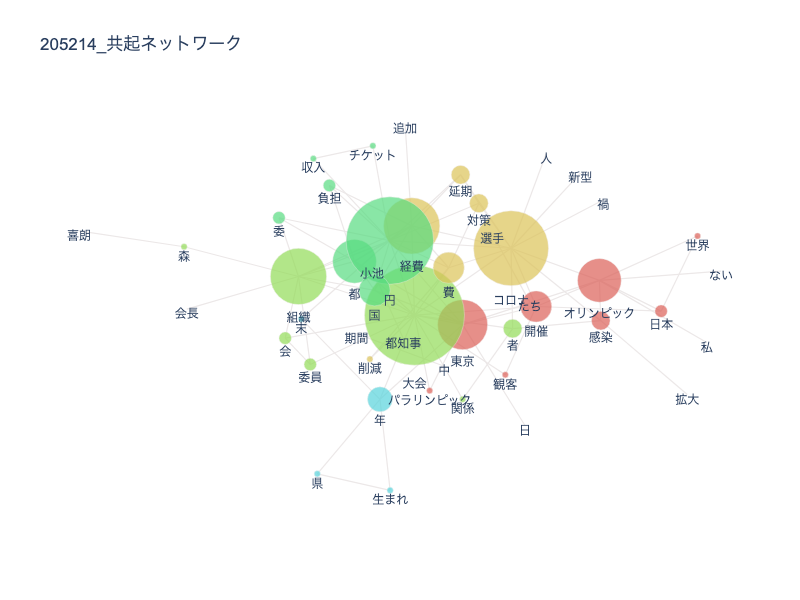 205214_共起ネットワーク
追加
チケット
収入
人
新型
延期
負担
禍
対策
委
喜朗
選手
世界
森
小池
経費
ない
都
費
円
コロナ
たち
会長
オリンピック
国
組織
末
日本
開催
感染
期間
都知事
者
私
会
東京
削減
中
委員
大会
観客
パラリンピック
拡大
関係
年
日
県
生まれ